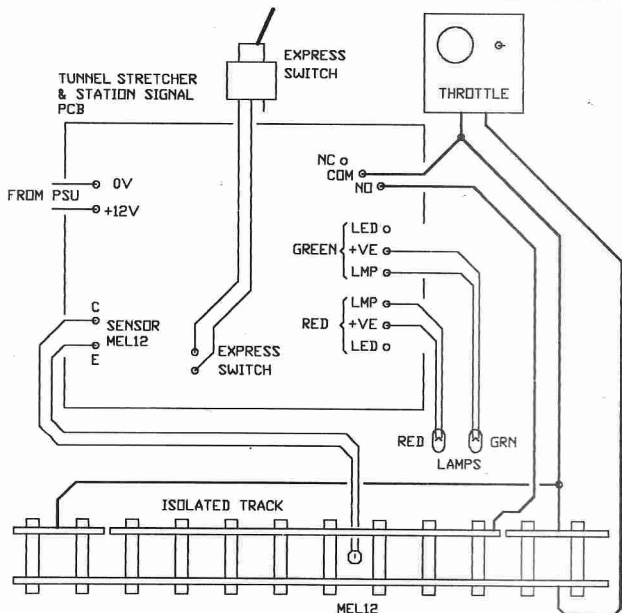 EXPRESS
SWITCH
TUNNEL STRETCHER
& STATION SIGNAL
PCB
THROTTLE
NC
COM
NO
FROM PSU
0V
+12V
LED
GREEN
+VE
LMP
LMP
RED
+VE
LED
C
SENSOR
MEL12
E
EXPRESS
SWITCH
RED
GRN
LAMPS
ISOLATED TRACK
MEL12